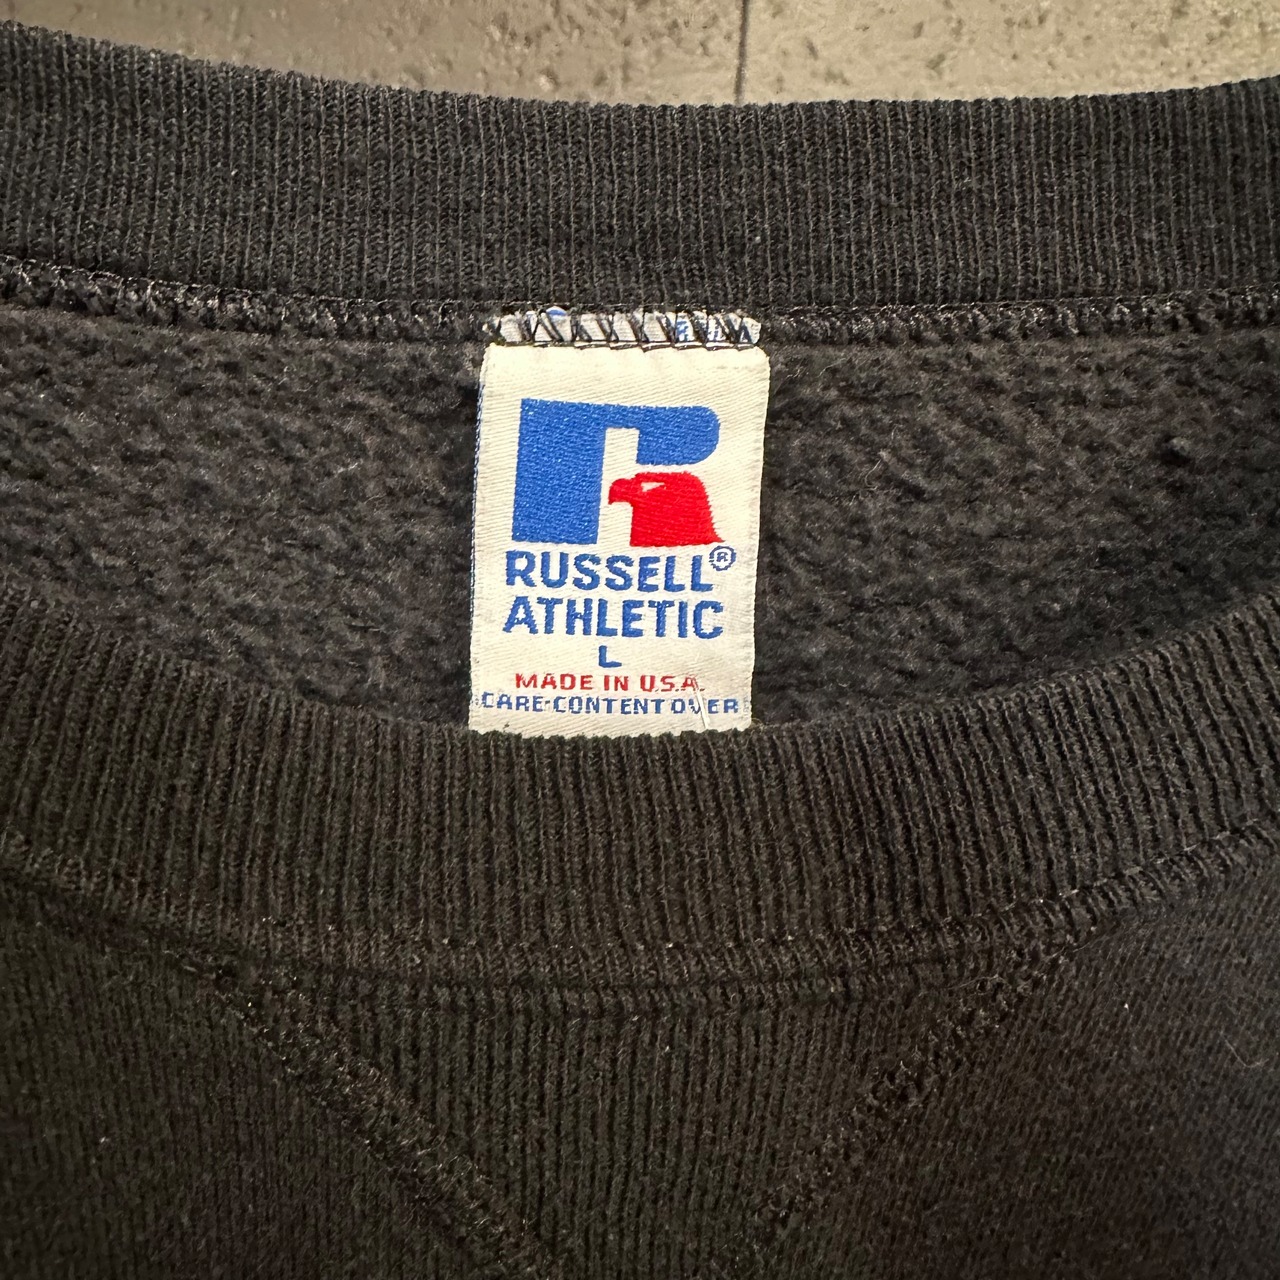 RUSSELL®
ATHLETIC
L
MADE IN U.S.A.
CARE·CONTENT OVER